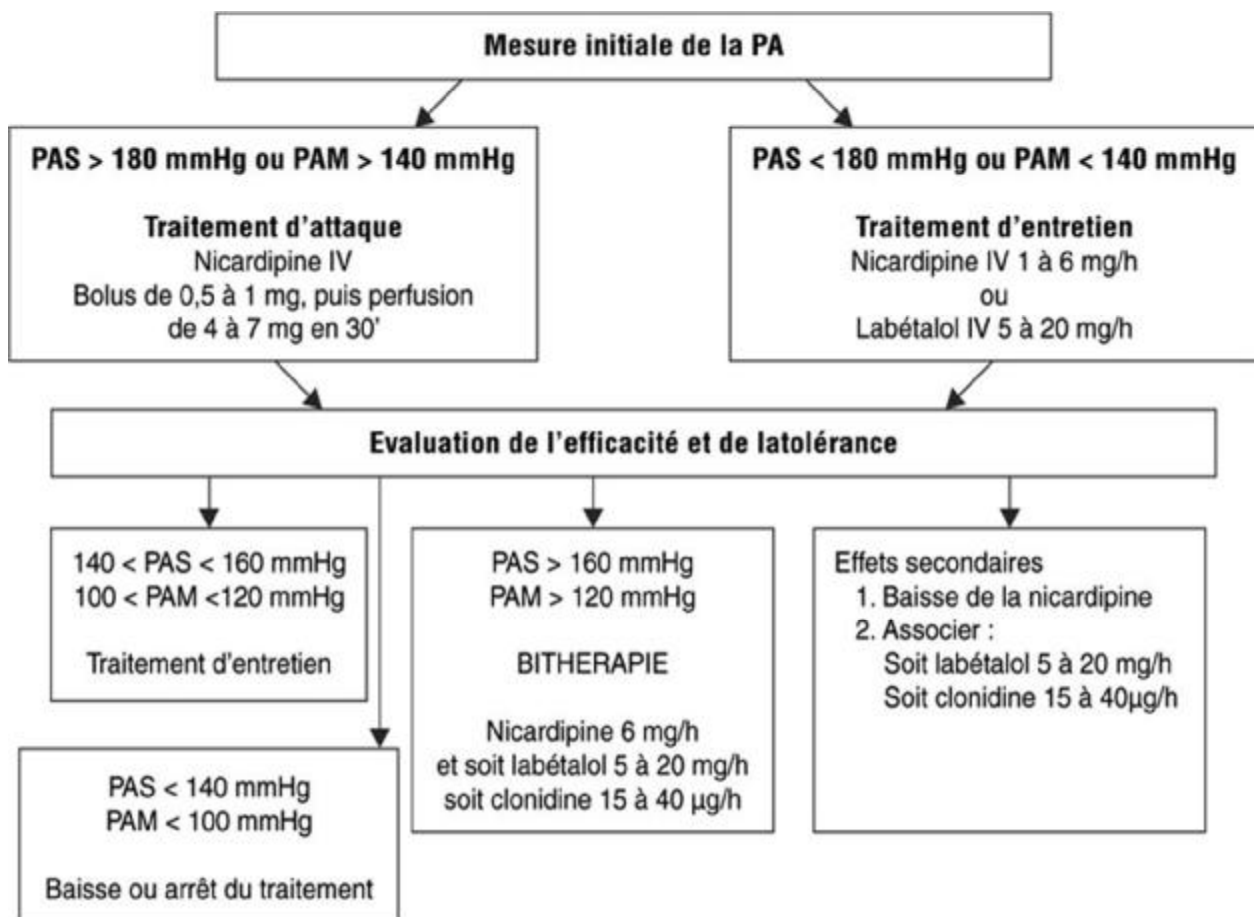 Mesure initiale de la PA
PAS > 180 mmHg ou PAM > 140 mmHg
Traitement d'attaque
Nicardipine IV
Bolus de 0,5 à 1 mg, puis perfusion
de 4 à 7 mg en 30'
PAS < 180 mmHg ou PAM < 140 mmHg
Traitement d'entretien
Nicardipine IV 1 à 6 mg/h
ou
Labétalol IV 5 à 20 mg/h
Evaluation de l'efficacité et de latolérance
140 < PAS < 160 mmHg
100 < PAM <120 mmHg
Traitement d'entretien
PAS < 140 mmHg
PAM < 100 mmHg
Baisse ou arrêt du traitement
PAS > 160 mmHg
PAM > 120 mmHg
BITHERAPIE
Nicardipine 6 mg/h
et soit labétalol 5 à 20 mg/h
soit clonidine 15 à 40 µg/h
Effets secondaires
1. Baisse de la nicardipine
2. Associer :
Soit labétalol 5 à 20 mg/h
Soit clonidine 15 à 40µg/h